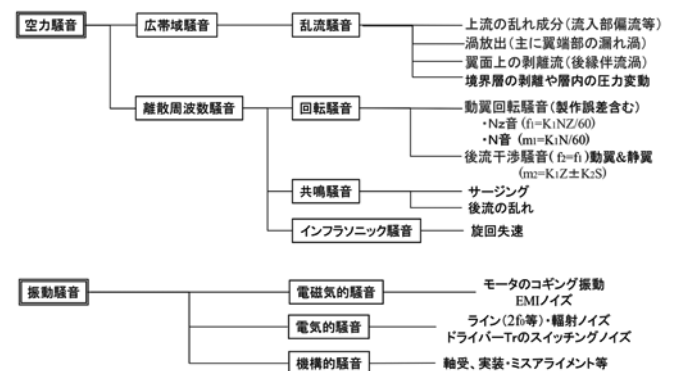 空力騒音
広帯域騒音
乱流騒音
上流の乱れ成分(流入部偏流等)
渦放出(主に翼端部の漏れ渦)
翼面上の剥離流(後縁伴流渦)
境界層の剥離や層内の圧力変動
離散周波数騒音
回転騒音
動翼回転騒音(製作誤差含む)
・Nz音 (f1=K1NZ/60)
・N音 (m1=K1N/60)
後流干渉騒音( f2=f1 )動翼&静翼
(m2=K1Z±K2S)
共鳴騒音
サージング
後流の乱れ
インフラソニック騒音
旋回失速
振動騒音
電磁気的騒音
モータのコギング振動
EMIノイズ
電気的騒音
ライン(2f0等)・輻射ノイズ
ドライバーTrのスイッチングノイズ
機構的騒音
軸受、実装・ミスアライメント等